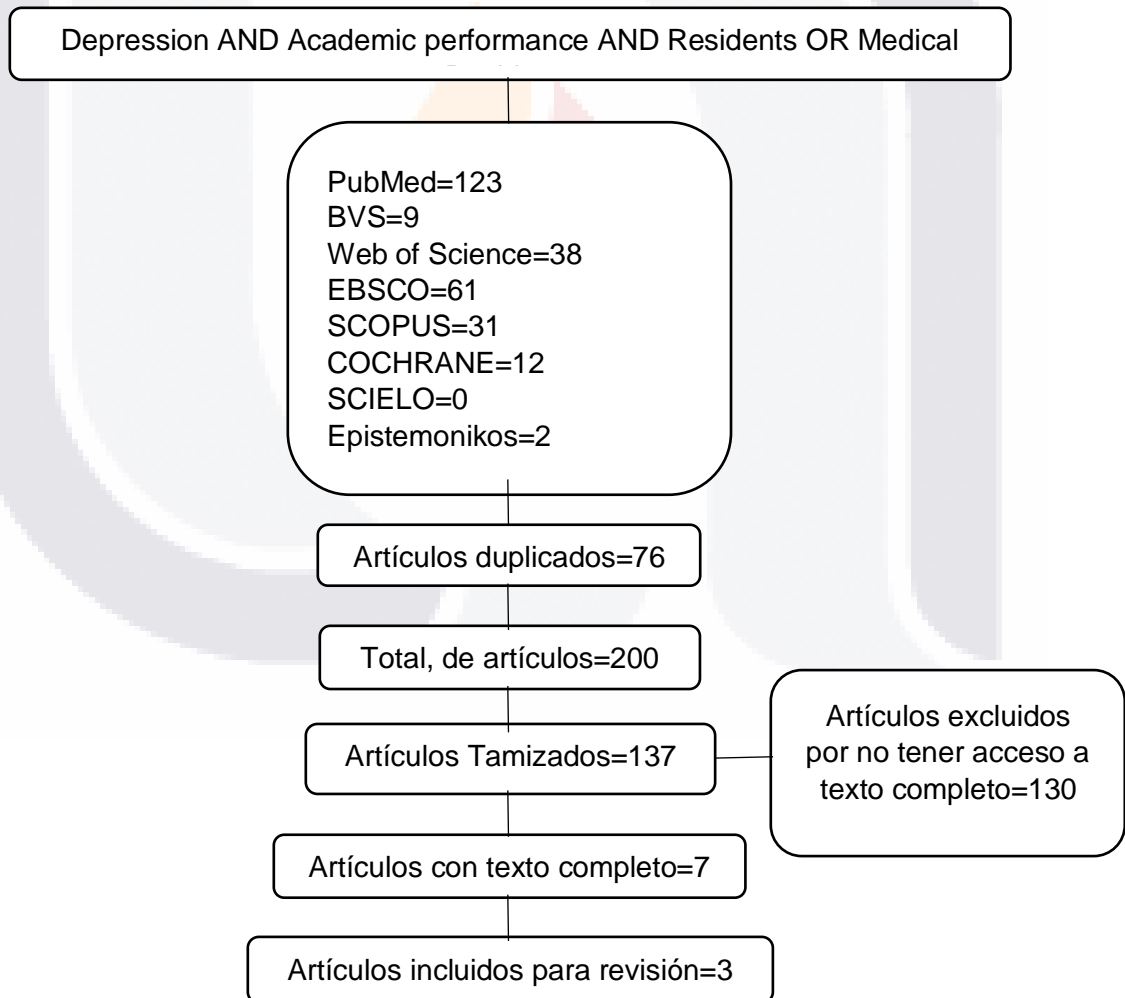 Depression AND Academic performance AND Residents OR Medical
PubMed=123
BVS=9
Web of Science=38
EBSCO=61
SCOPUS=31
COCHRANE=12
SCIELO=0
Epistemonikos=2
Artículos duplicados=76
Total, de artículos=200
Artículos Tamizados=137
Artículos excluidos
por no tener acceso a
texto completo=130
Artículos con texto completo=7
Artículos incluidos para revisión=3